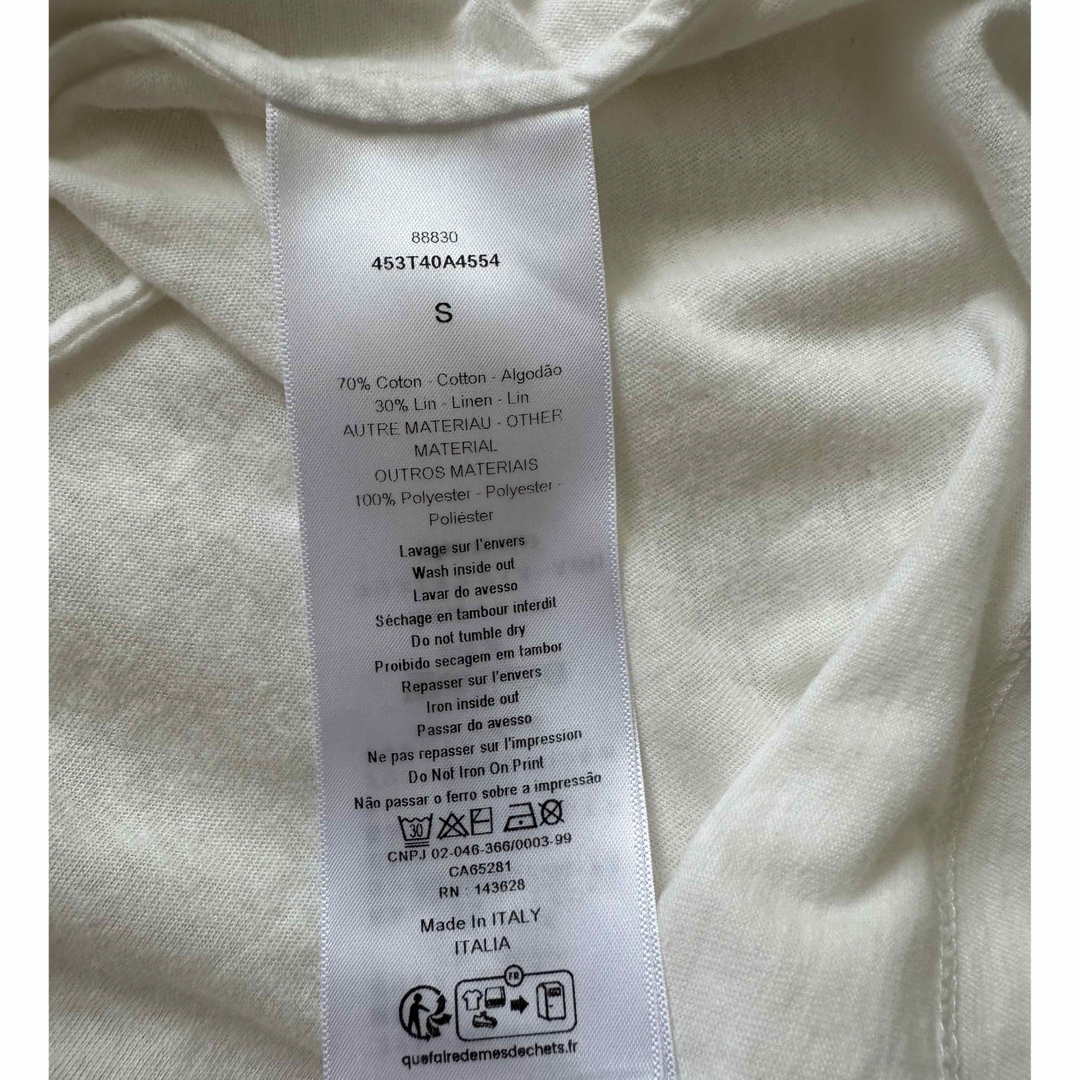 88830
453T40A4554
S
70% Coton - Cotton - Algodão
30% Lin - Linen - Lin
AUTRE MATERIAU - OTHER
MATERIAL
OUTROS MATERIAIS
100% Polyester - Polyester -
Poliéster
Lavage sur l'envers
Wash inside out
Lavar do avesso
Séchage en tambour interdit
Do not tumble dry
Proibido secagem em tambor
Repasser sur l'envers
Iron inside out
Passar do avesso
Ne pas repasser sur l'impression
Do Not Iron On Print
Não passar o ferro sobre a impressão
30
CNPJ 02-046-366/0003-99
CA65281
RN : 143628
Made In ITALY
ITALIA
FR
quefairedemesdechets.fr